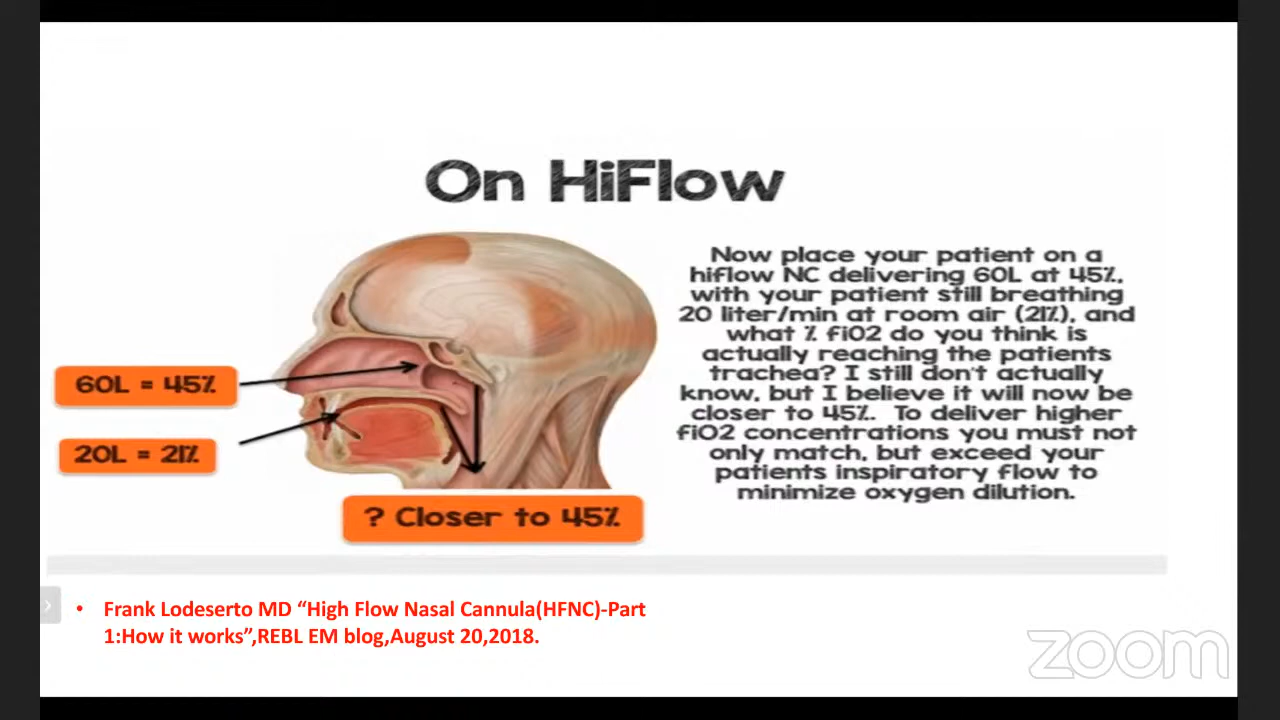 On HiFlow
Now place your patient on a
hiflow NC delivering 60L at 45%,
with your patient still breathing
20 liter/min at room air (21%), and
what % fiO2 do you think is
actually reaching the patients
trachea? I still don't actually
know, but I believe it will now be
closer to 45%. To deliver higher
fiO2 concentrations you must not
only match, but exceed your
patients inspiratory flow to
minimize oxygen dilution.
60L = 45%
20L = 21%
? Closer to 45%
• Frank Lodeserto MD “High Flow Nasal Cannula(HFNC)-Part
1:How it works”,REBL EM blog,August 20,2018.
zoom